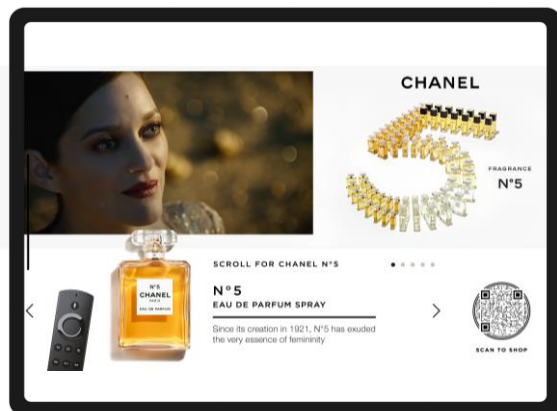 CHANEL
FRAGRANCE
N°5
SCROLL FOR CHANEL N°5
N°5
EAU DE PARFUM SPRAY
Since its creation in 1921, N°5 has exuded
the very essence of femininity
N°5
CHANEL
PARIS
EAU DE PARFUM
SCAN TO SHOP